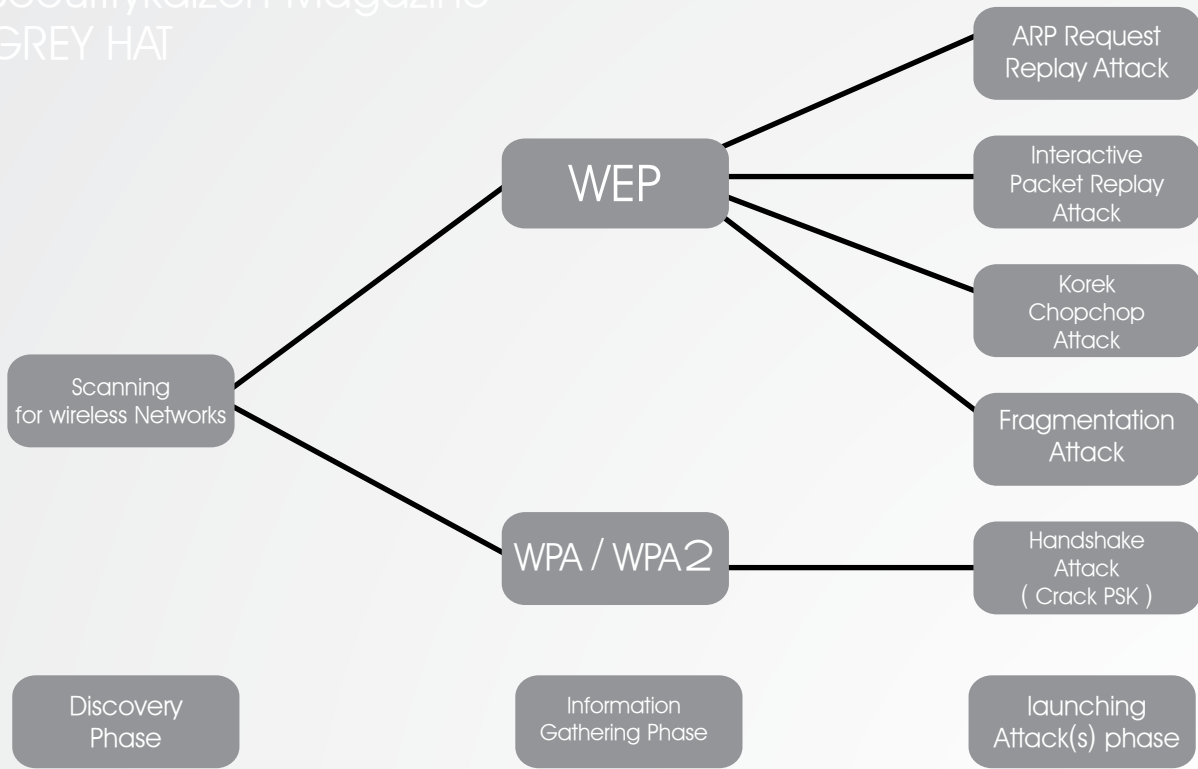 GREY HAT
ARP Request
Replay Attack
WEP
Interactive
Packet Replay
Attack
Korek
Chopchop
Attack
Scanning
for wireless Networks
Fragmentation
Attack
WPA / WPA2
Handshake
Attack
( Crack PSK )
Discovery
Phase
Information
Gathering Phase
launching
Attack(s) phase